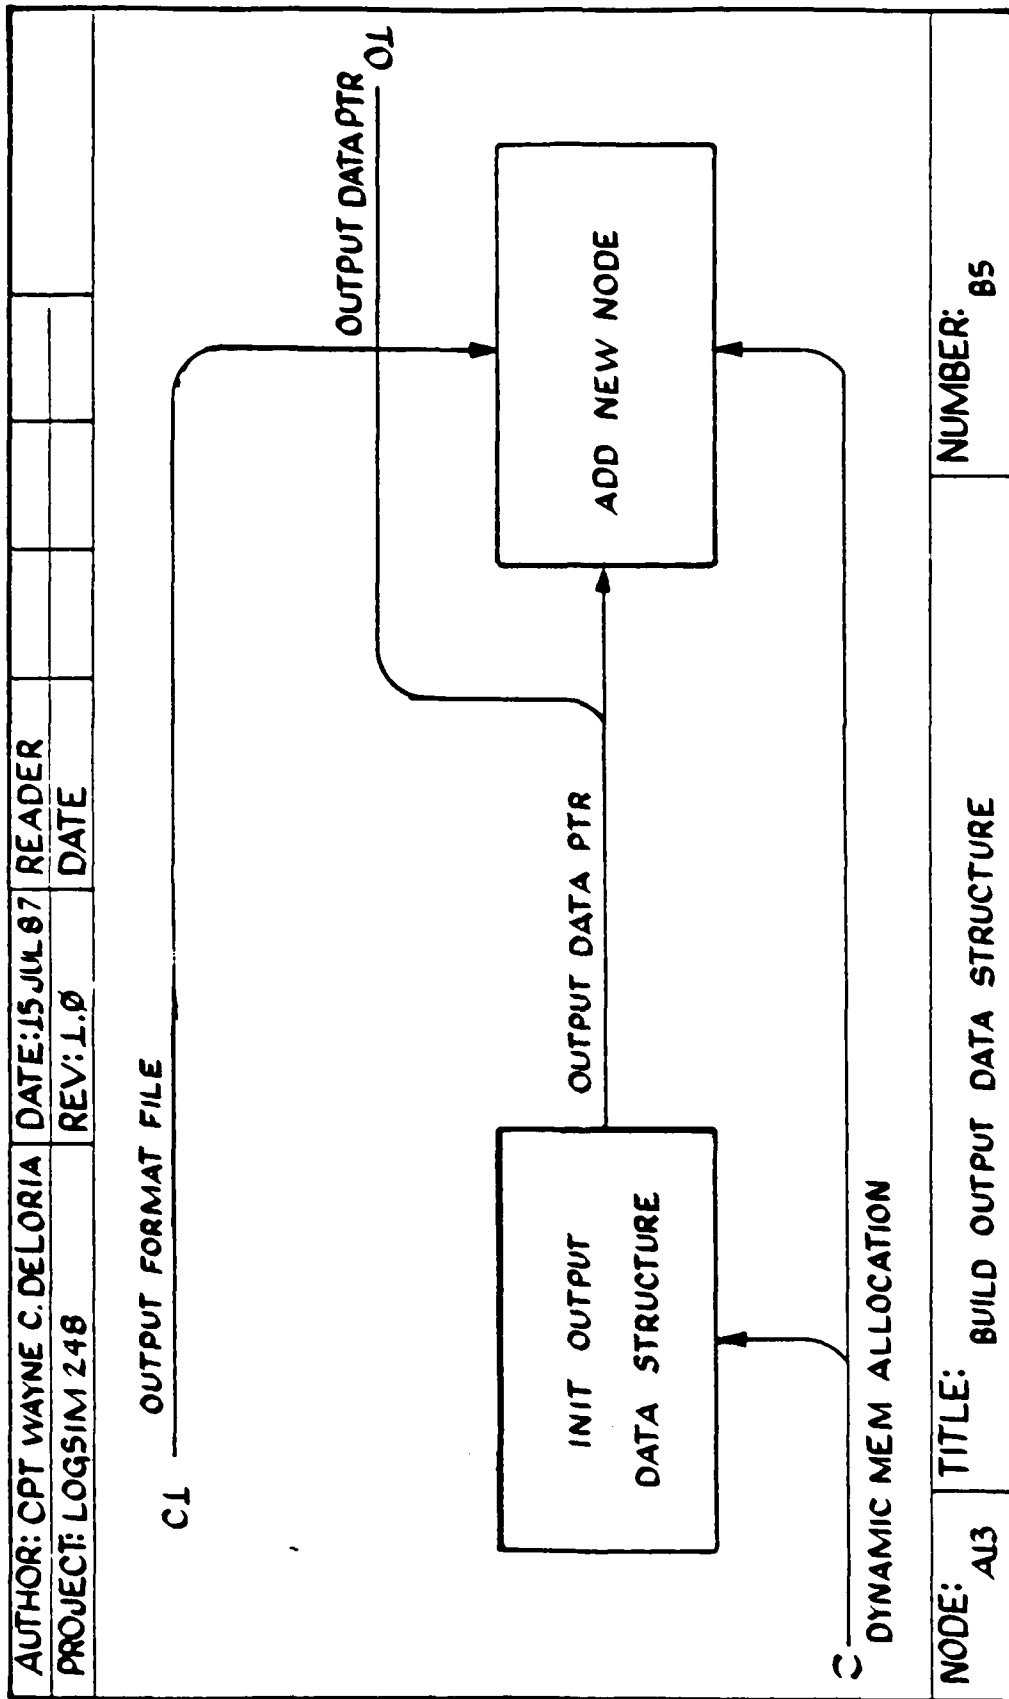 AUTHOR: CPT WAYNE C. DELORIA
DATE:15 JUL 87
READER
PROJECT: LOGSIM 248
REV: 1.Ø
DATE
OUTPUT FORMAT FILE
C1
OUTPUT DATA PTR
O1
INIT OUTPUT
DATA STRUCTURE
OUTPUT DATA PTR
ADD NEW NODE
DYNAMIC MEM ALLOCATION
NODE: A13
TITLE: BUILD OUTPUT DATA STRUCTURE
NUMBER: B5